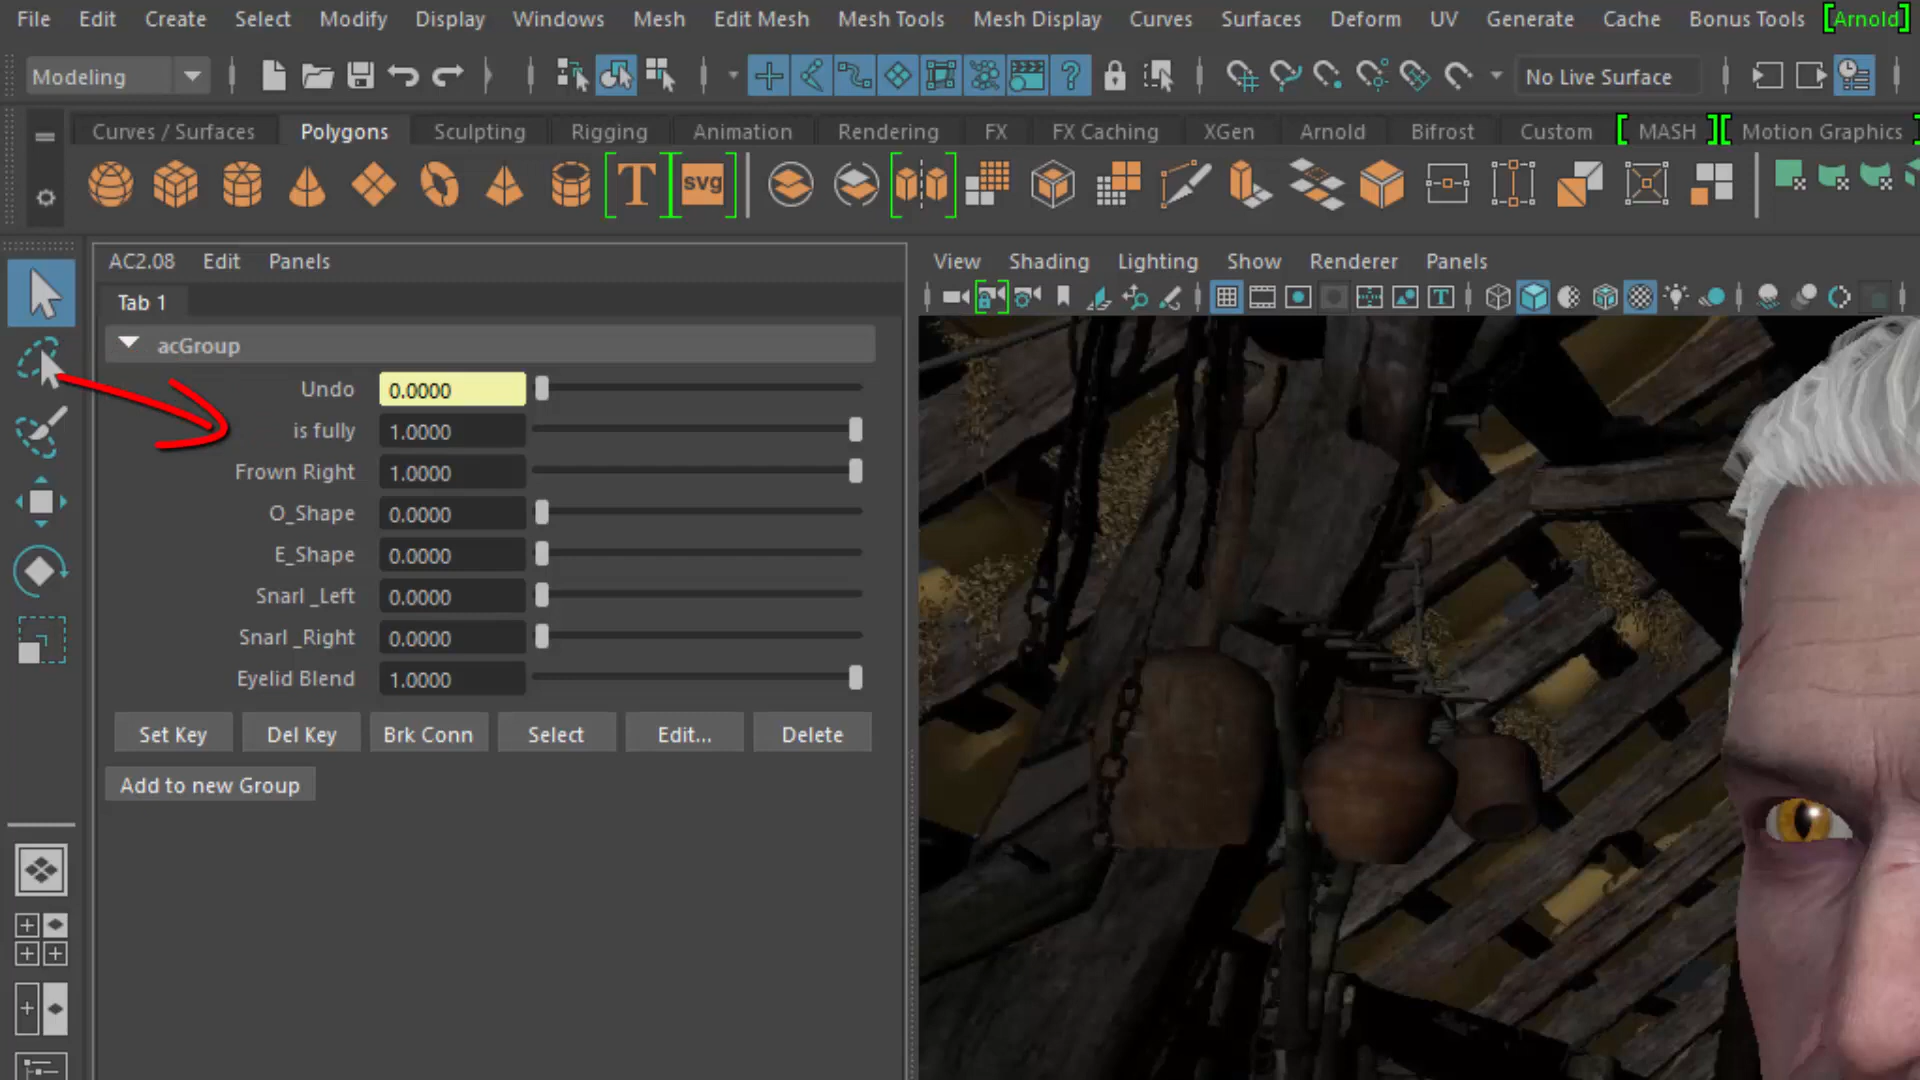 File Edit Create Select Modify Display Windows Mesh Edit Mesh Mesh Tools Mesh Display Curves Surfaces Deform UV Generate Cache Bonus Tools [Arnold]
Modeling No Live Surface
Curves / Surfaces Polygons Sculpting Rigging Animation Rendering FX FX Caching XGen Arnold Bifrost Custom [MASH] [Motion Graphics
T svg
AC2.08 Edit Panels
View Shading Lighting Show Renderer Panels
Tab 1
acGroup
Undo 0.0000
is fully 1.0000
Frown Right 1.0000
O_Shape 0.0000
E_Shape 0.0000
Snarl _Left 0.0000
Snarl _Right 0.0000
Eyelid Blend 1.0000
Set Key Del Key Brk Conn Select Edit... Delete
Add to new Group